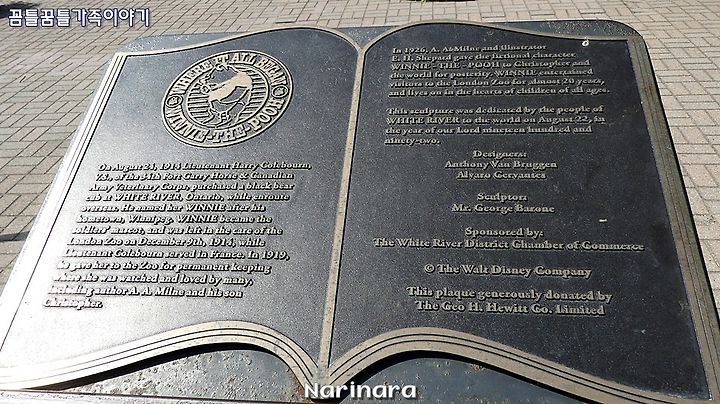 꿈틀꿈틀가족이야기
WHERE IT ALL BEGAN
WINNIE-THE-POOH
On August 24, 1914 Lieutenant Harry Colebourn,
V.S., of the 34th Fort Garry Horse & Canadian
Army Veterinary Corps, purchased a black bear
cub at WHITE RIVER, Ontario, while enroute
overseas. He named her WINNIE after his
hometown, Winnipeg. WINNIE became the
soldiers' mascot, and was left in the care of the
London Zoo on December 9th, 1914, while
Lieutenant Colebourn served in France. In 1919,
he gave her to the Zoo for permanent keeping
where she was watched and loved by many,
including author A. A. Milne and his son
Christopher.
In 1926, A. A. Milne and illustrator
E. H. Shepard gave the fictional character
WINNIE - THE - POOH to Christopher and
the world for posterity. WINNIE entertained
visitors to the London Zoo for almost 20 years,
and lives on in the hearts of children of all ages.
This sculpture was dedicated by the people of
WHITE RIVER to the world on August 22, in
the year of our Lord nineteen hundred and
ninety-two.
Designers:
Anthony Van Bruggen
Alvaro Cervantes
Sculptor:
Mr. George Barone
Sponsored by:
The White River District Chamber of Commerce
© The Walt Disney Company
This plaque generously donated by
The Geo H. Hewitt Co. Limited
Narinara